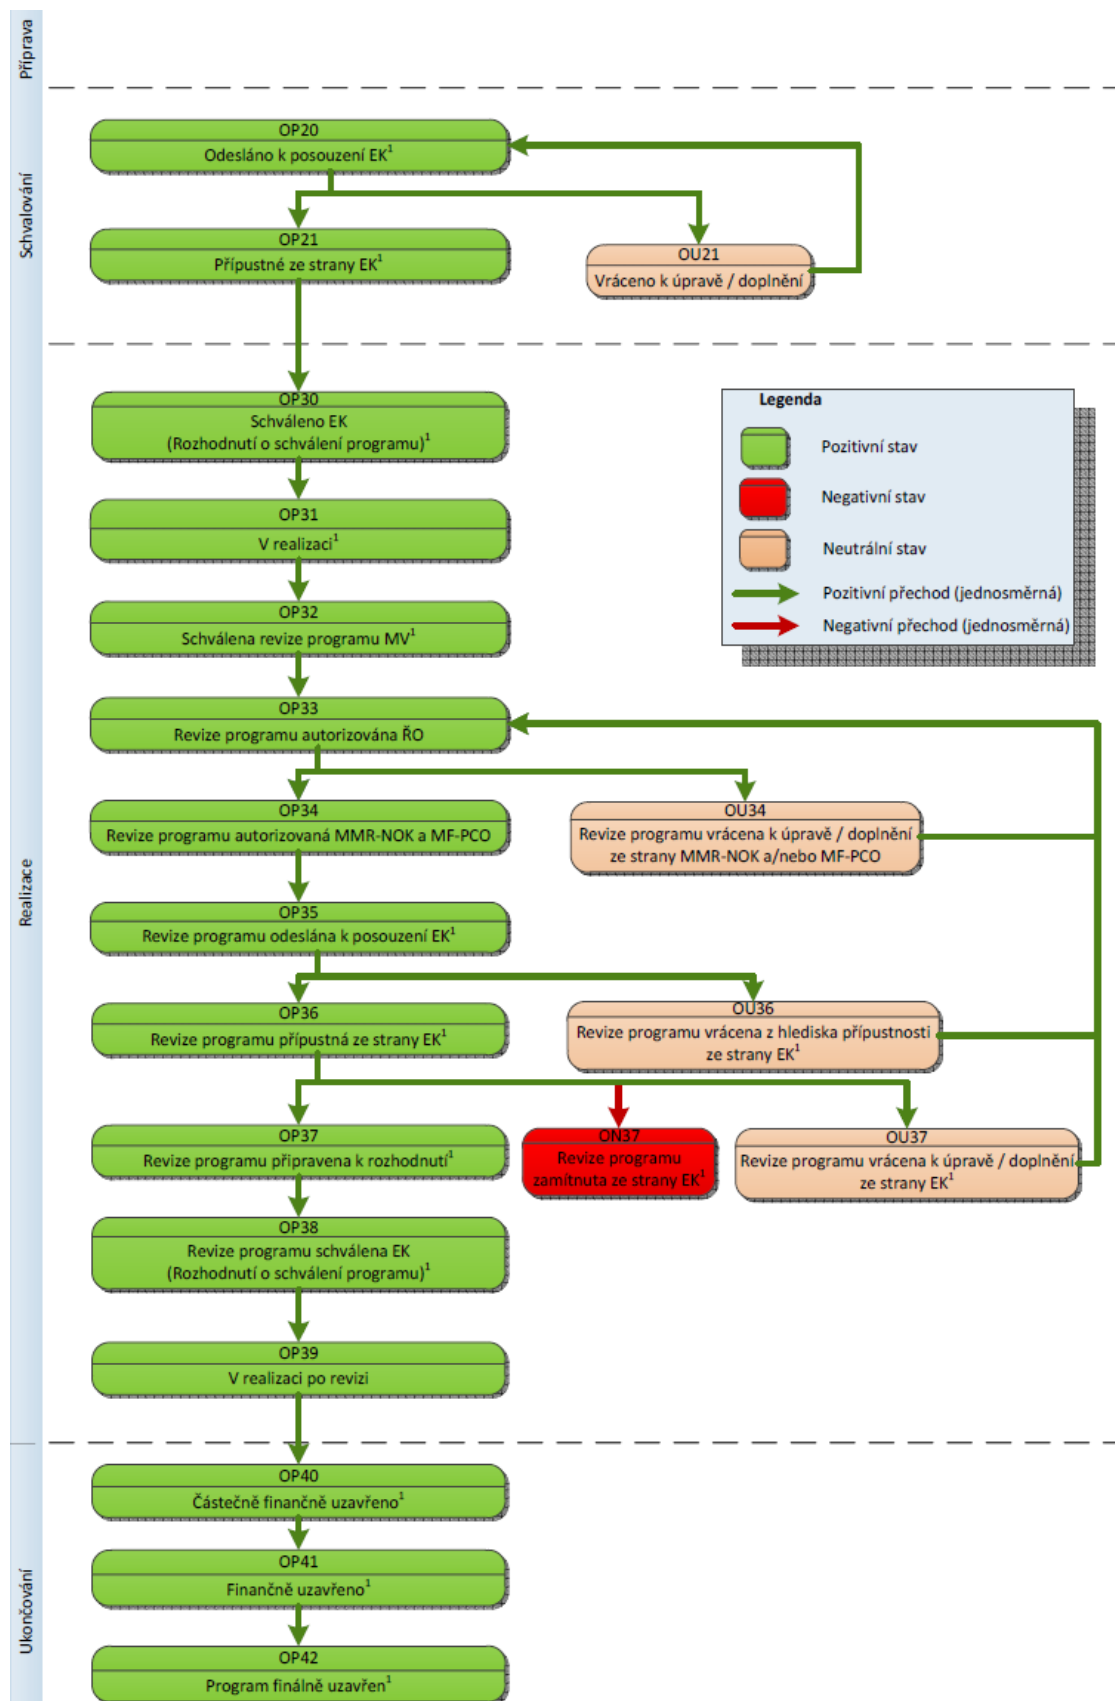 Příprava
Schvalování
OP20
Odesláno k posouzení EK¹
OP21
Přípustné ze strany EK¹
OU21
Vráceno k úpravě / doplnění
Realizace
OP30
Schváleno EK
(Rozhodnutí o schválení programu)¹
Legenda
Pozitivní stav
Negativní stav
Neutrální stav
Pozitivní přechod (jednosměrná)
Negativní přechod (jednosměrná)
OP31
V realizaci¹
OP32
Schválena revize programu MV¹
OP33
Revize programu autorizována ŘO
OP34
Revize programu autorizovaná MMR-NOK a MF-PCO
OU34
Revize programu vrácena k úpravě / doplnění
ze strany MMR-NOK a/nebo MF-PCO
OP35
Revize programu odeslána k posouzení EK¹
OP36
Revize programu přípustná ze strany EK¹
OU36
Revize programu vrácena z hlediska přípustnosti
ze strany EK¹
OP37
Revize programu připravena k rozhodnutí¹
ON37
Revize programu
zamítnuta ze strany EK¹
OU37
Revize programu vrácena k úpravě / doplnění
ze strany EK¹
OP38
Revize programu schválena EK
(Rozhodnutí o schválení programu)¹
OP39
V realizaci po revizi
Ukončování
OP40
Částečně finančně uzavřeno¹
OP41
Finančně uzavřeno¹
OP42
Program finálně uzavřen¹